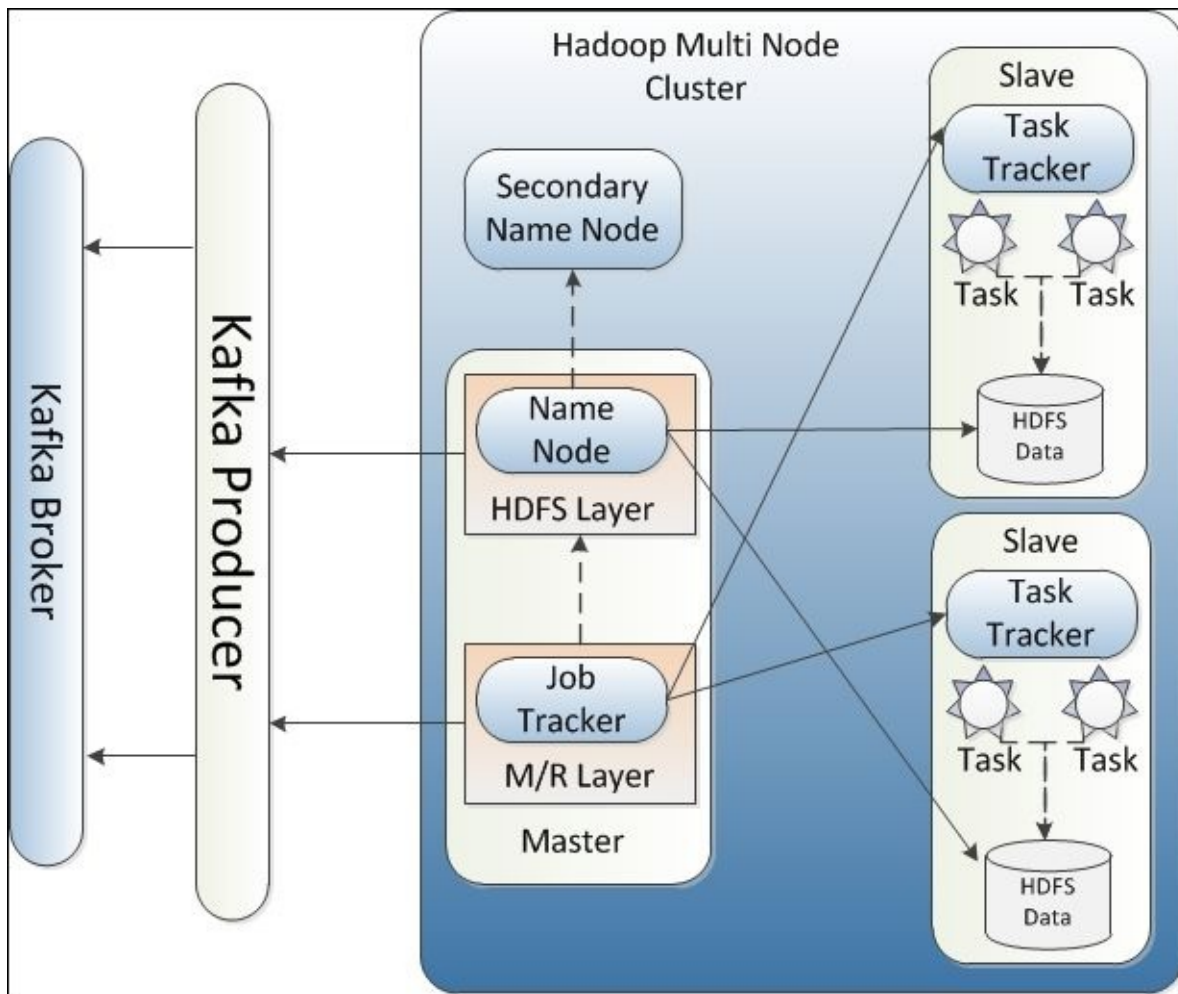 Kafka Broker
Kafka Producer
Hadoop Multi Node
Cluster
Secondary
Name Node
Name
Node
HDFS Layer
Job
Tracker
M/R Layer
Master
Slave
Task
Tracker
Task
Task
HDFS
Data
Slave
Task
Tracker
Task
Task
HDFS
Data